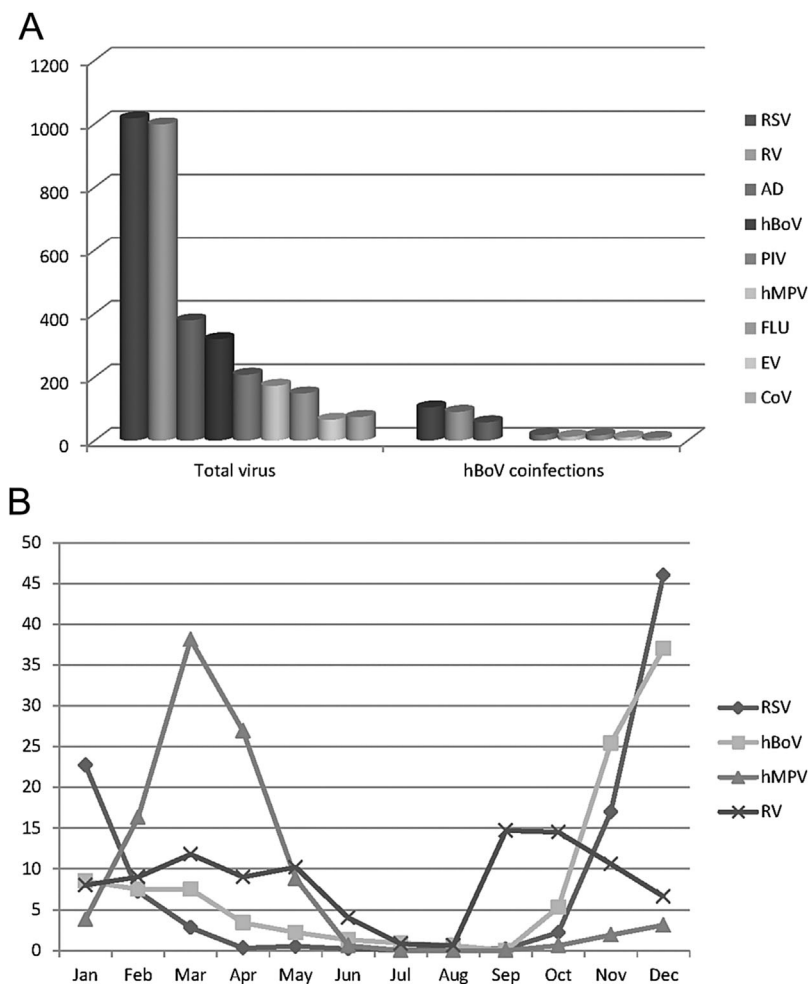 A
1200
1000
800
600
400
200
0
Total virus
hBoV coinfections
RSV
RV
AD
hBoV
PIV
hMPV
FLU
EV
CoV
B
50
45
40
35
30
25
20
15
10
5
0
Jan Feb Mar Apr May Jun Jul Aug Sep Oct Nov Dec
RSV
hBoV
hMPV
RV